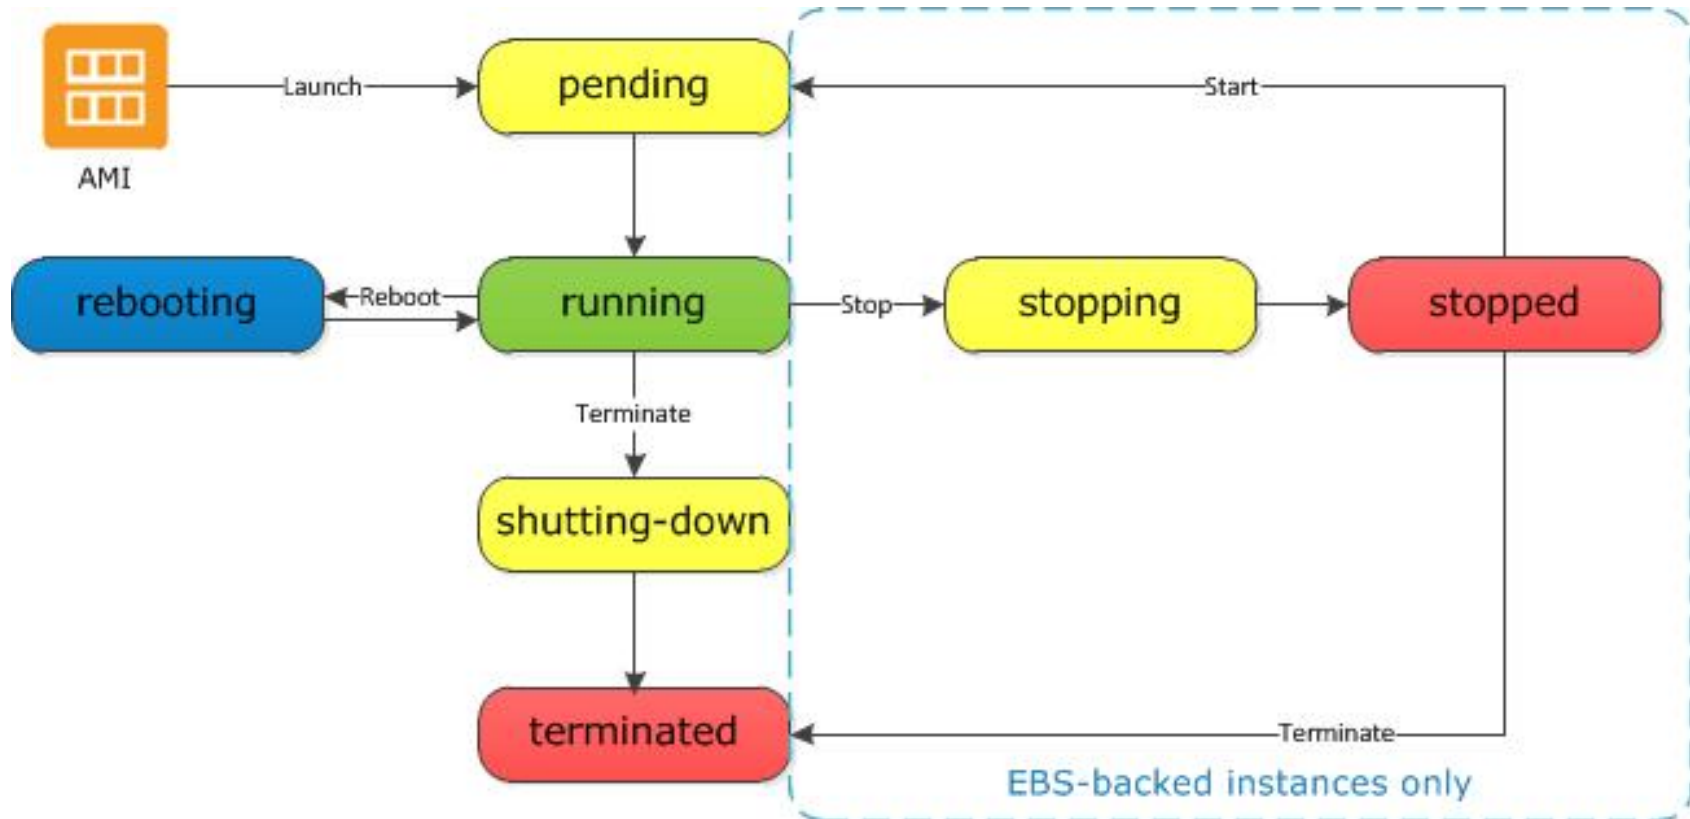 Launch
pending
Start
AMI
rebooting
Reboot
running
Stop
stopping
stopped
Terminate
shutting-down
terminated
Terminate
EBS-backed instances only